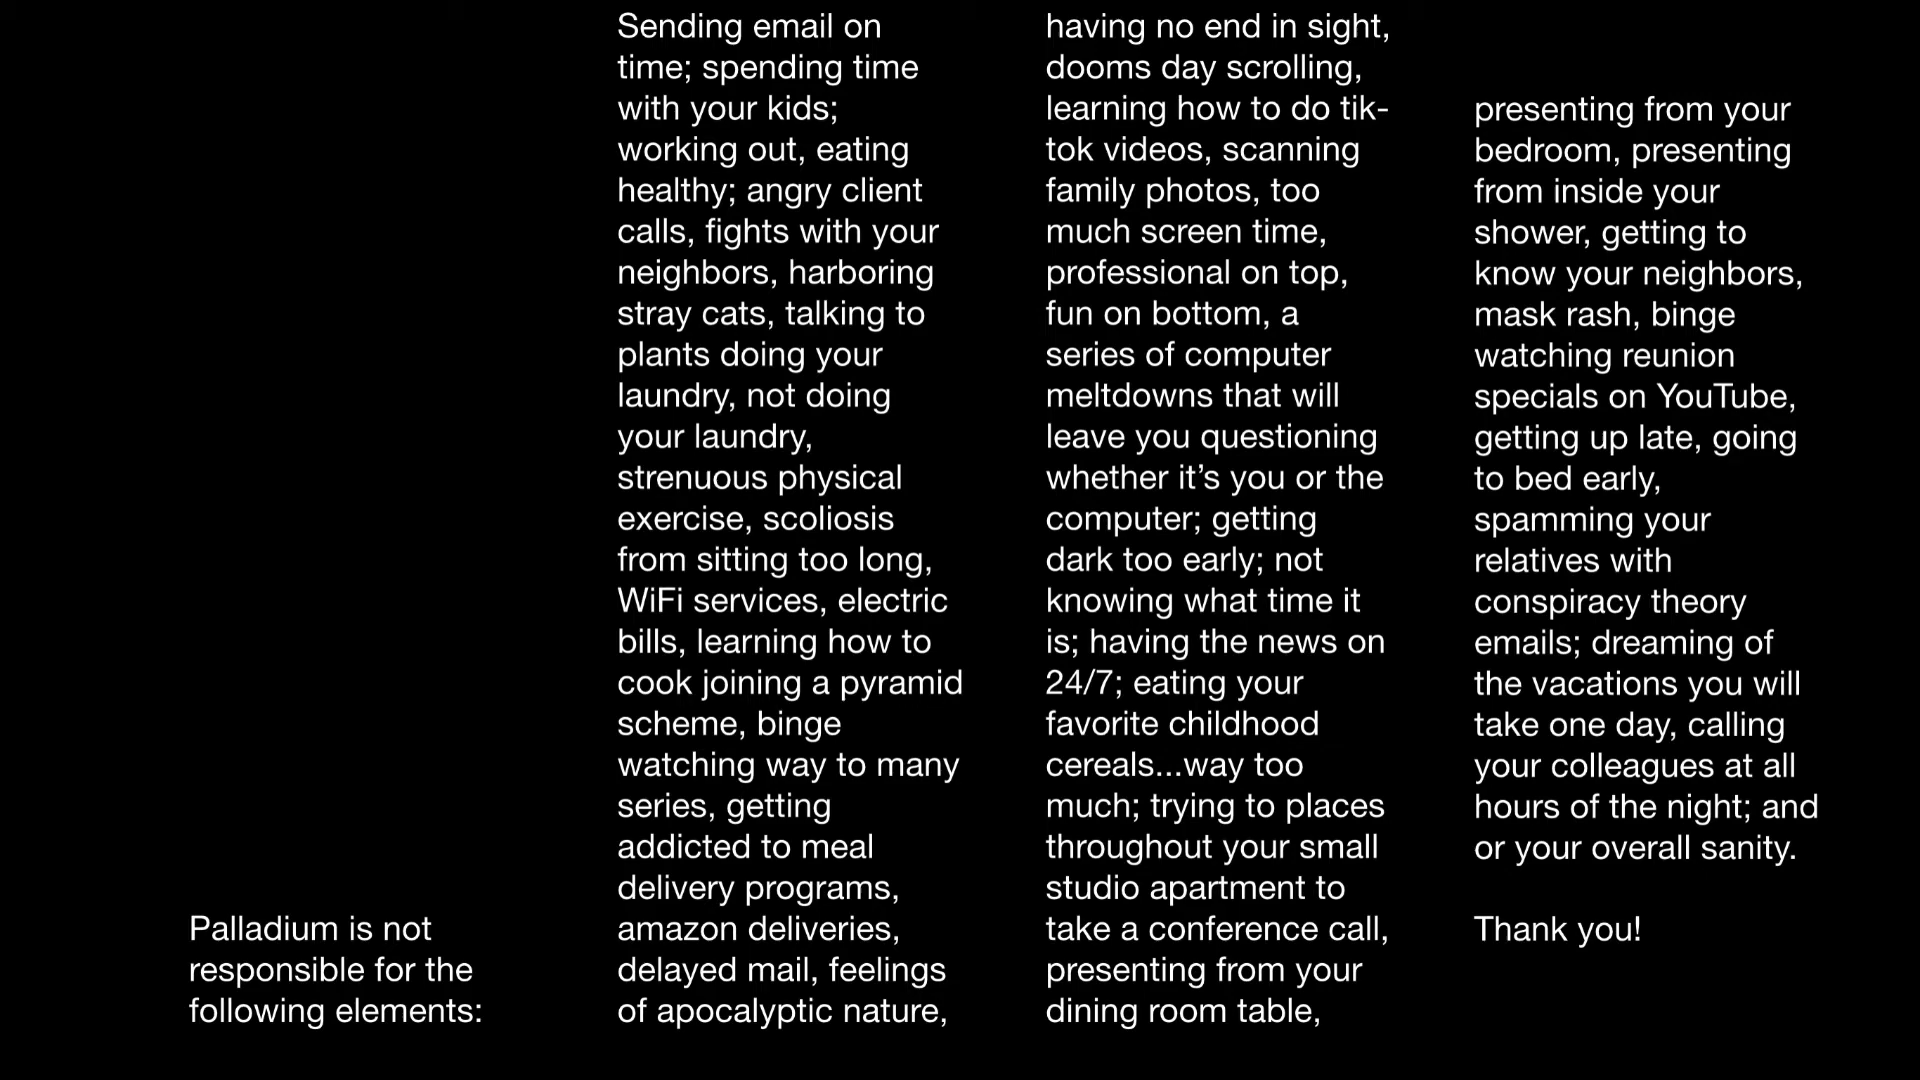 Palladium is not
responsible for the
following elements:
Sending email on
time; spending time
with your kids;
working out, eating
healthy; angry client
calls, fights with your
neighbors, harboring
stray cats, talking to
plants doing your
laundry, not doing
your laundry,
strenuous physical
exercise, scoliosis
from sitting too long,
WiFi services, electric
bills, learning how to
cook joining a pyramid
scheme, binge
watching way to many
series, getting
addicted to meal
delivery programs,
amazon deliveries,
delayed mail, feelings
of apocalyptic nature,
having no end in sight,
dooms day scrolling,
learning how to do tik-
tok videos, scanning
family photos, too
much screen time,
professional on top,
fun on bottom, a
series of computer
meltdowns that will
leave you questioning
whether it’s you or the
computer; getting
dark too early; not
knowing what time it
is; having the news on
24/7; eating your
favorite childhood
cereals...way too
much; trying to places
throughout your small
studio apartment to
take a conference call,
presenting from your
dining room table,
presenting from your
bedroom, presenting
from inside your
shower, getting to
know your neighbors,
mask rash, binge
watching reunion
specials on YouTube,
getting up late, going
to bed early,
spamming your
relatives with
conspiracy theory
emails; dreaming of
the vacations you will
take one day, calling
your colleagues at all
hours of the night; and
or your overall sanity.
Thank you!